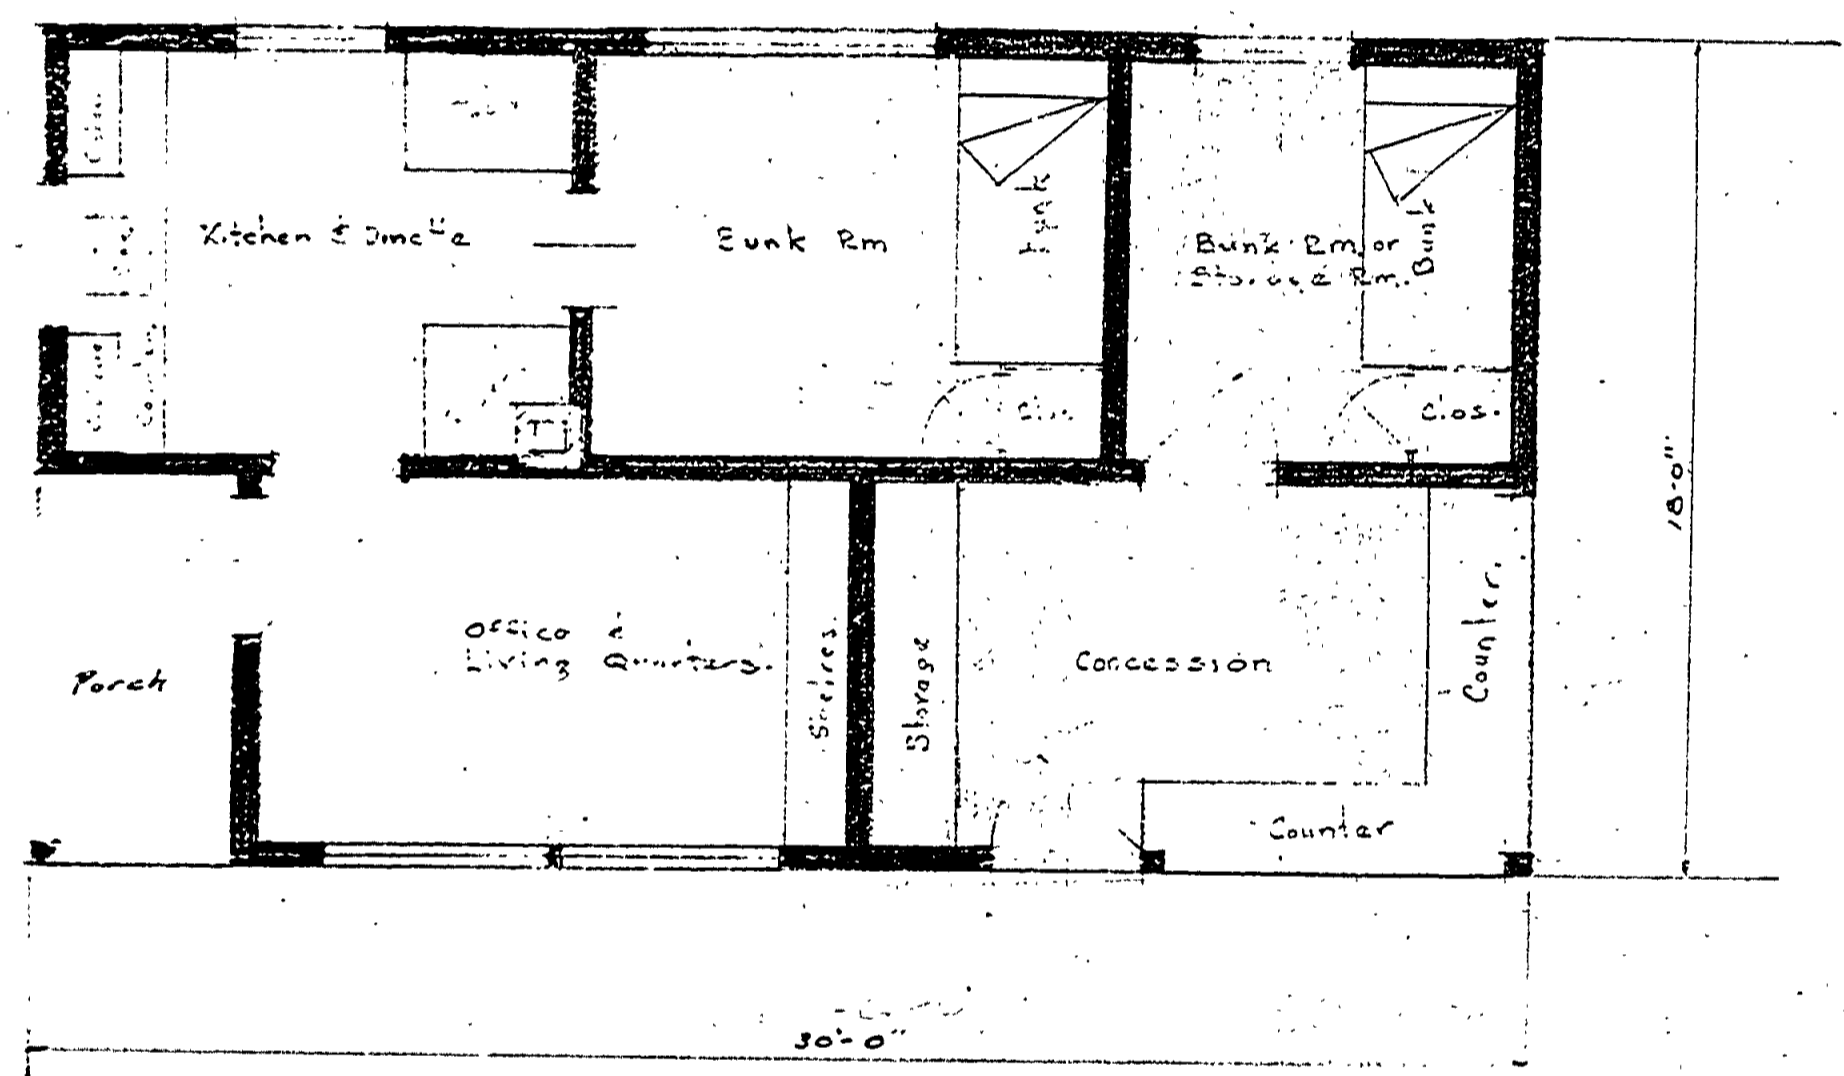 Kitchen & Dinette
Bunk Rm
Bunk
Bunk Rm. or
Storage Rm.
Bunk
Clos.
Clos.
Counter.
Porch
Office &
Living Quarters.
Shelves.
Storage
Concession
Counter.
Counter
18'-0"
30'-0"